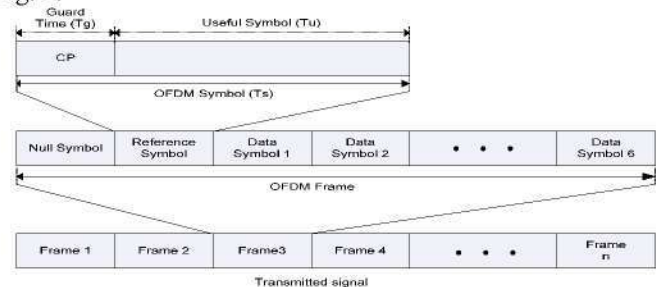 Guard
Time (Tg)
Useful Symbol (Tu)
CP
OFDM Symbol (Ts)
Null Symbol
Reference
Symbol
Data
Symbol 1
Data
Symbol 2
• • •
Data
Symbol 6
OFDM Frame
Frame 1
Frame 2
Frame3
Frame 4
• • •
Frame
n
Transmitted signal